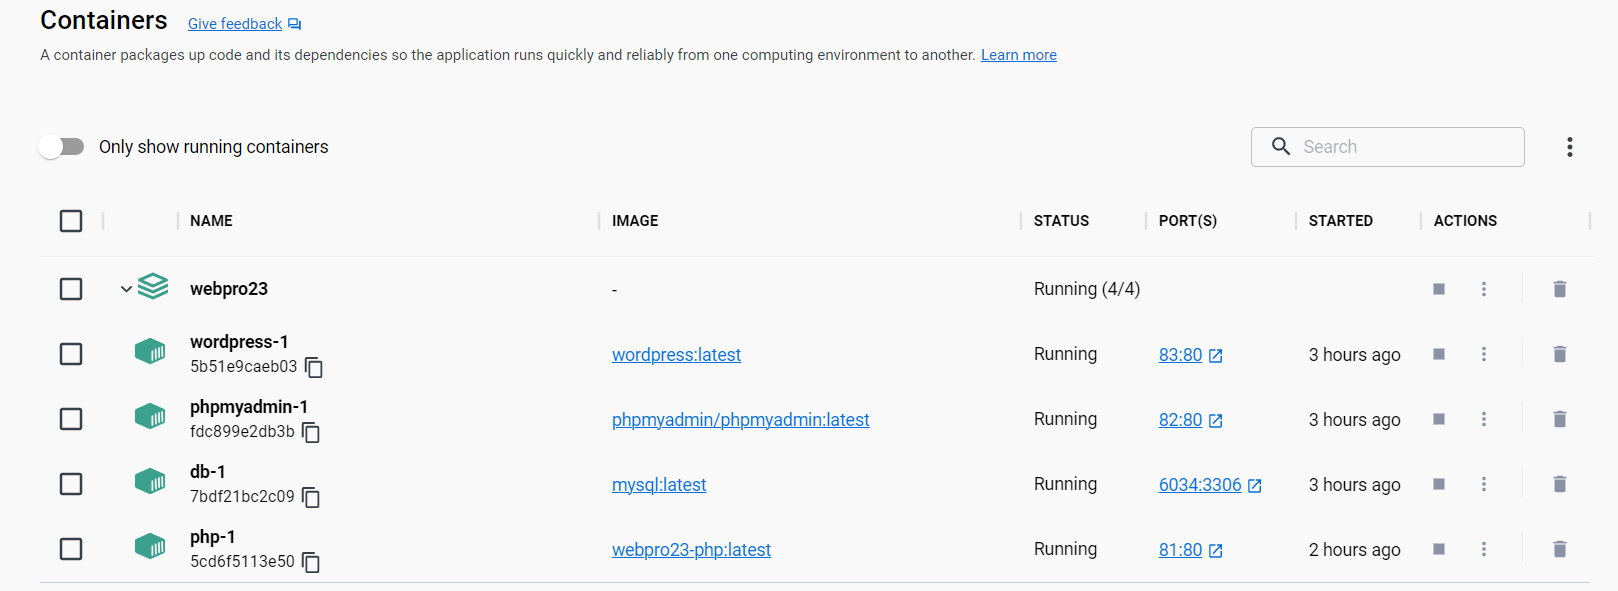 Containers Give feedback
A container packages up code and its dependencies so the application runs quickly and reliably from one computing environment to another. Learn more
Only show running containers Search
NAME IMAGE STATUS PORT(S) STARTED ACTIONS
webpro23 - Running (4/4)
wordpress-1
5b51e9caeb03 wordpress:latest Running 83:80 3 hours ago
phpmyadmin-1
fdc899e2db3b phpmyadmin/phpmyadmin:latest Running 82:80 3 hours ago
db-1
7bdf21bc2c09 mysql:latest Running 6034:3306 3 hours ago
php-1
5cd6f5113e50 webpro23-php:latest Running 81:80 2 hours ago